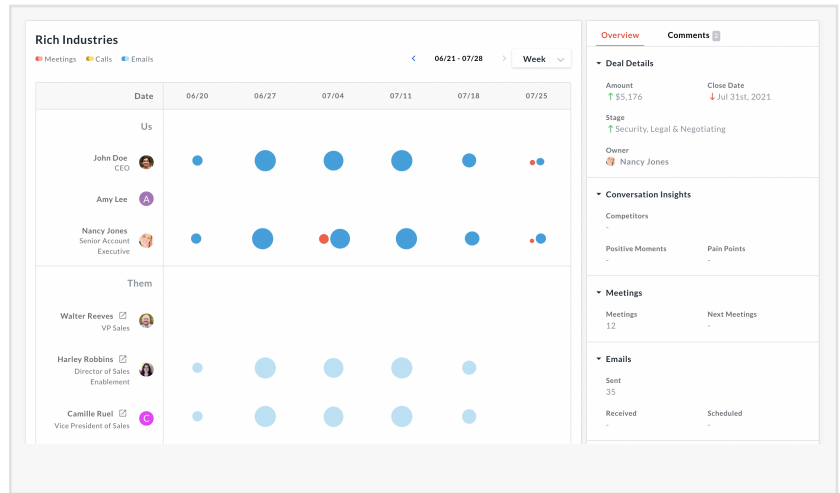 Rich Industries
Meetings Calls Emails
06/21 - 07/28
Week
Date 06/20 06/27 07/04 07/11 07/18 07/25
Us
John Doe
CEO
Amy Lee A
Nancy Jones
Senior Account
Executive
Them
Walter Reeves
VP Sales
Harley Robbins
Director of Sales
Enablement
Camille Ruel
Vice President of Sales
C
Overview Comments
Deal Details
Amount Close Date
$5,176 Jul 31st, 2021
Stage
Security, Legal & Negotiating
Owner
Nancy Jones
Conversation Insights
Competitors
-
Positive Moments Pain Points
- -
Meetings
Meetings Next Meetings
12 -
Emails
Sent
35
Received Scheduled
- -